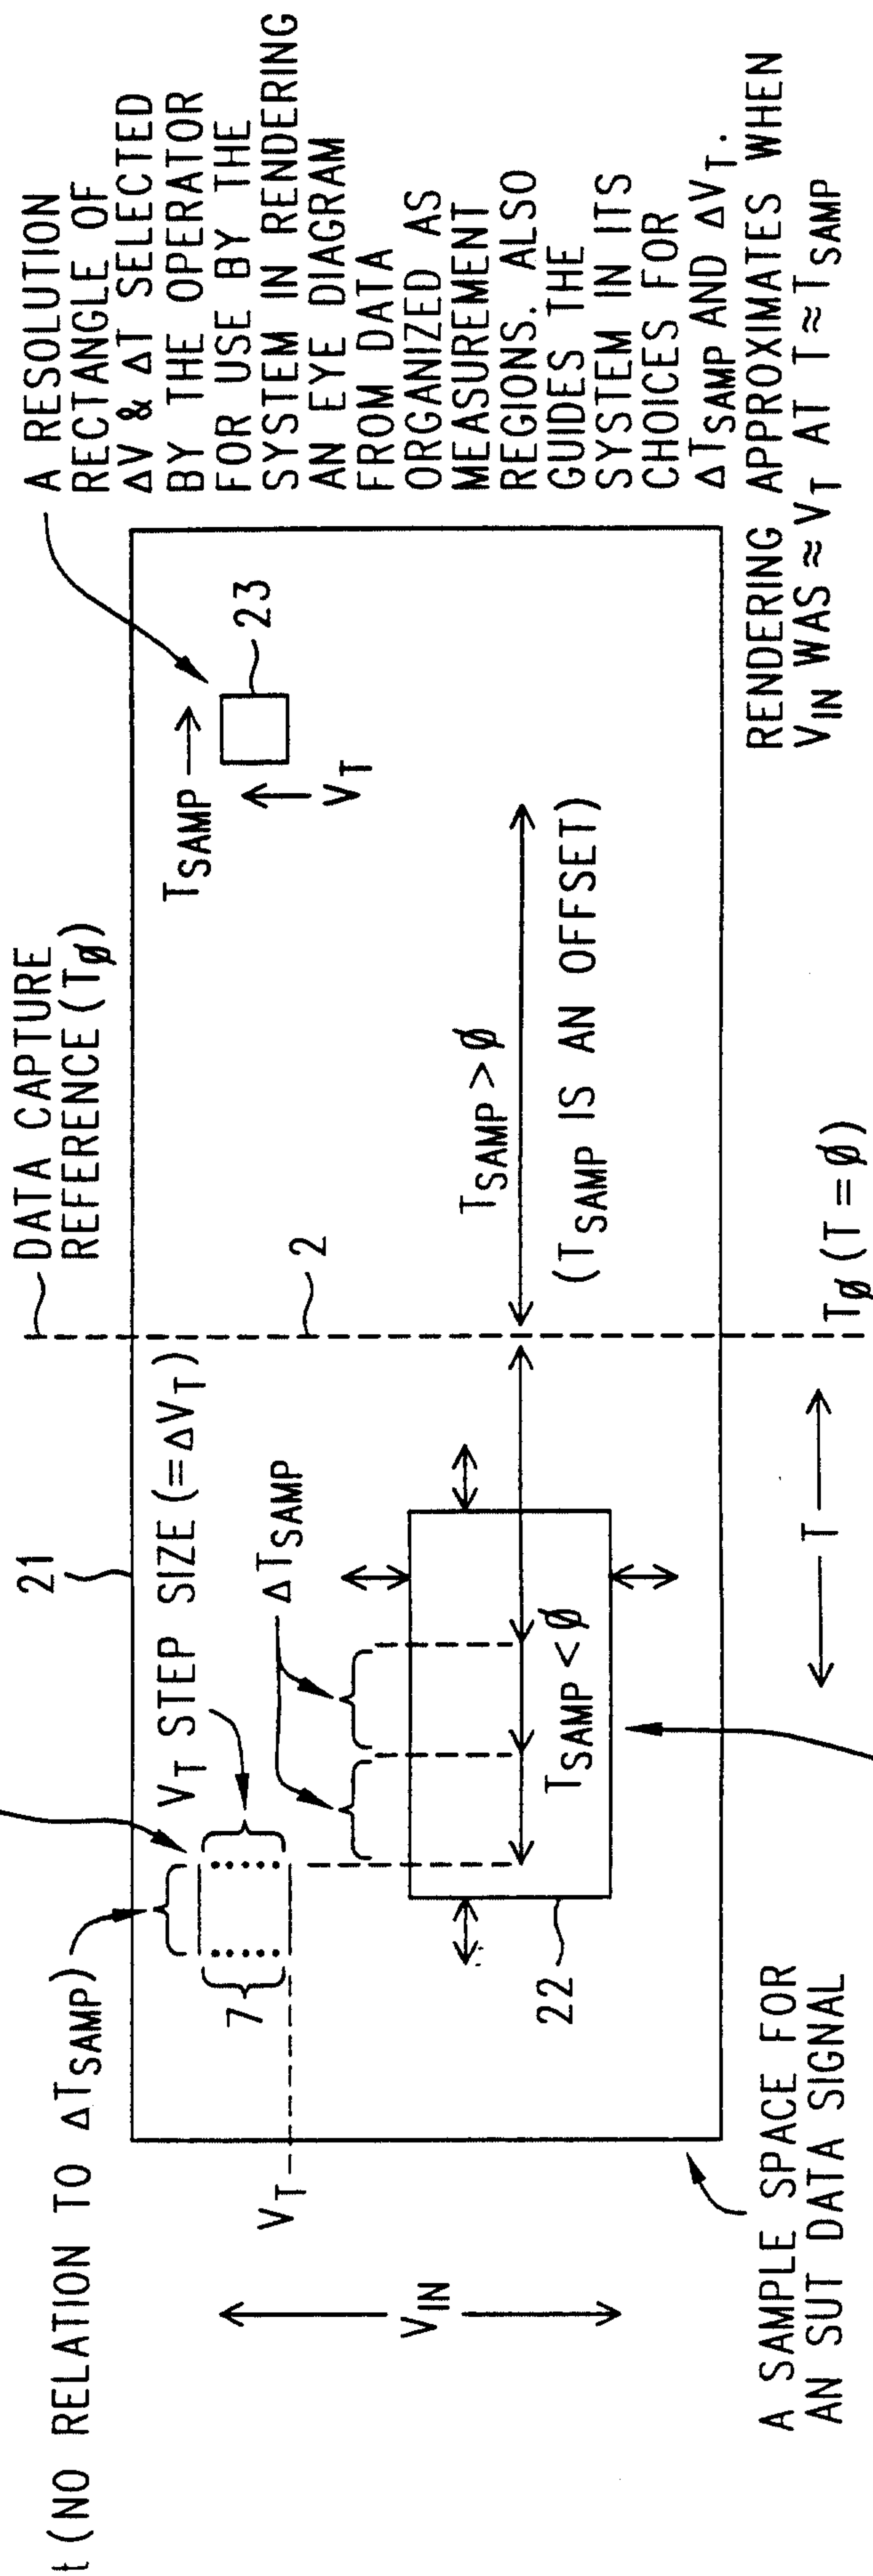 t (NO RELATION TO ΔTSAMP)
21
DATA CAPTURE
REFERENCE (TØ)
A RESOLUTION
RECTANGLE OF
ΔV & ΔT SELECTED
BY THE OPERATOR
FOR USE BY THE
SYSTEM IN RENDERING
AN EYE DIAGRAM
FROM DATA
ORGANIZED AS
MEASUREMENT
REGIONS. ALSO
GUIDES THE
SYSTEM IN ITS
CHOICES FOR
ΔTSAMP AND ΔVT.
RENDERING APPROXIMATES WHEN
VIN WAS ≈ VT AT T ≈ TSAMP
VT STEP SIZE (=ΔVT)
7
ΔTSAMP
2
TSAMP
23
VT
VT
VIN
TSAMP > Ø
(TSAMP IS AN OFFSET)
TSAMP < Ø
22
T
TØ (T = Ø)
A SAMPLE SPACE FOR
AN SUT DATA SIGNAL